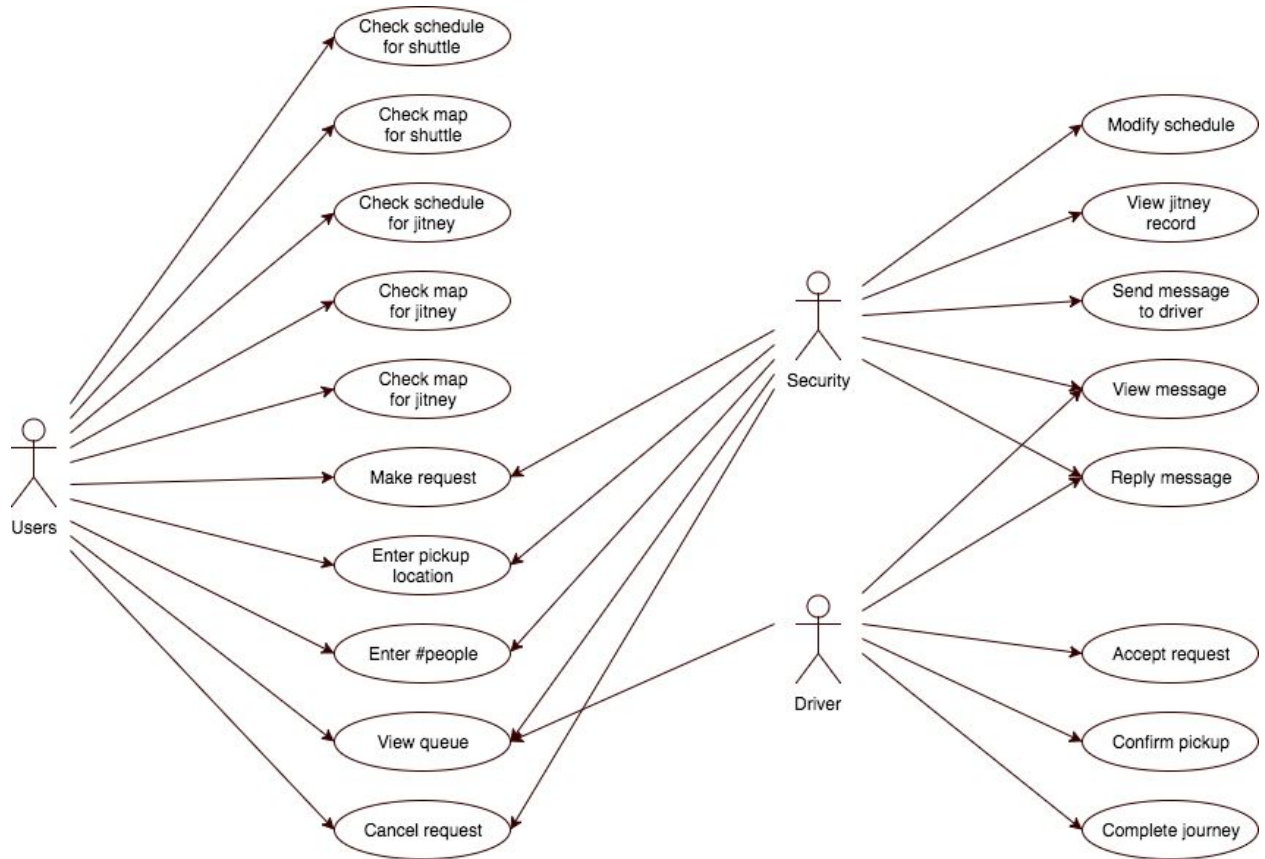 Check schedule
for shuttle
Check map
for shuttle
Check schedule
for jitney
Check map
for jitney
Check map
for jitney
Make request
Enter pickup
location
Enter #people
View queue
Cancel request
Users
Security
Driver
Modify schedule
View jitney
record
Send message
to driver
View message
Reply message
Accept request
Confirm pickup
Complete journey